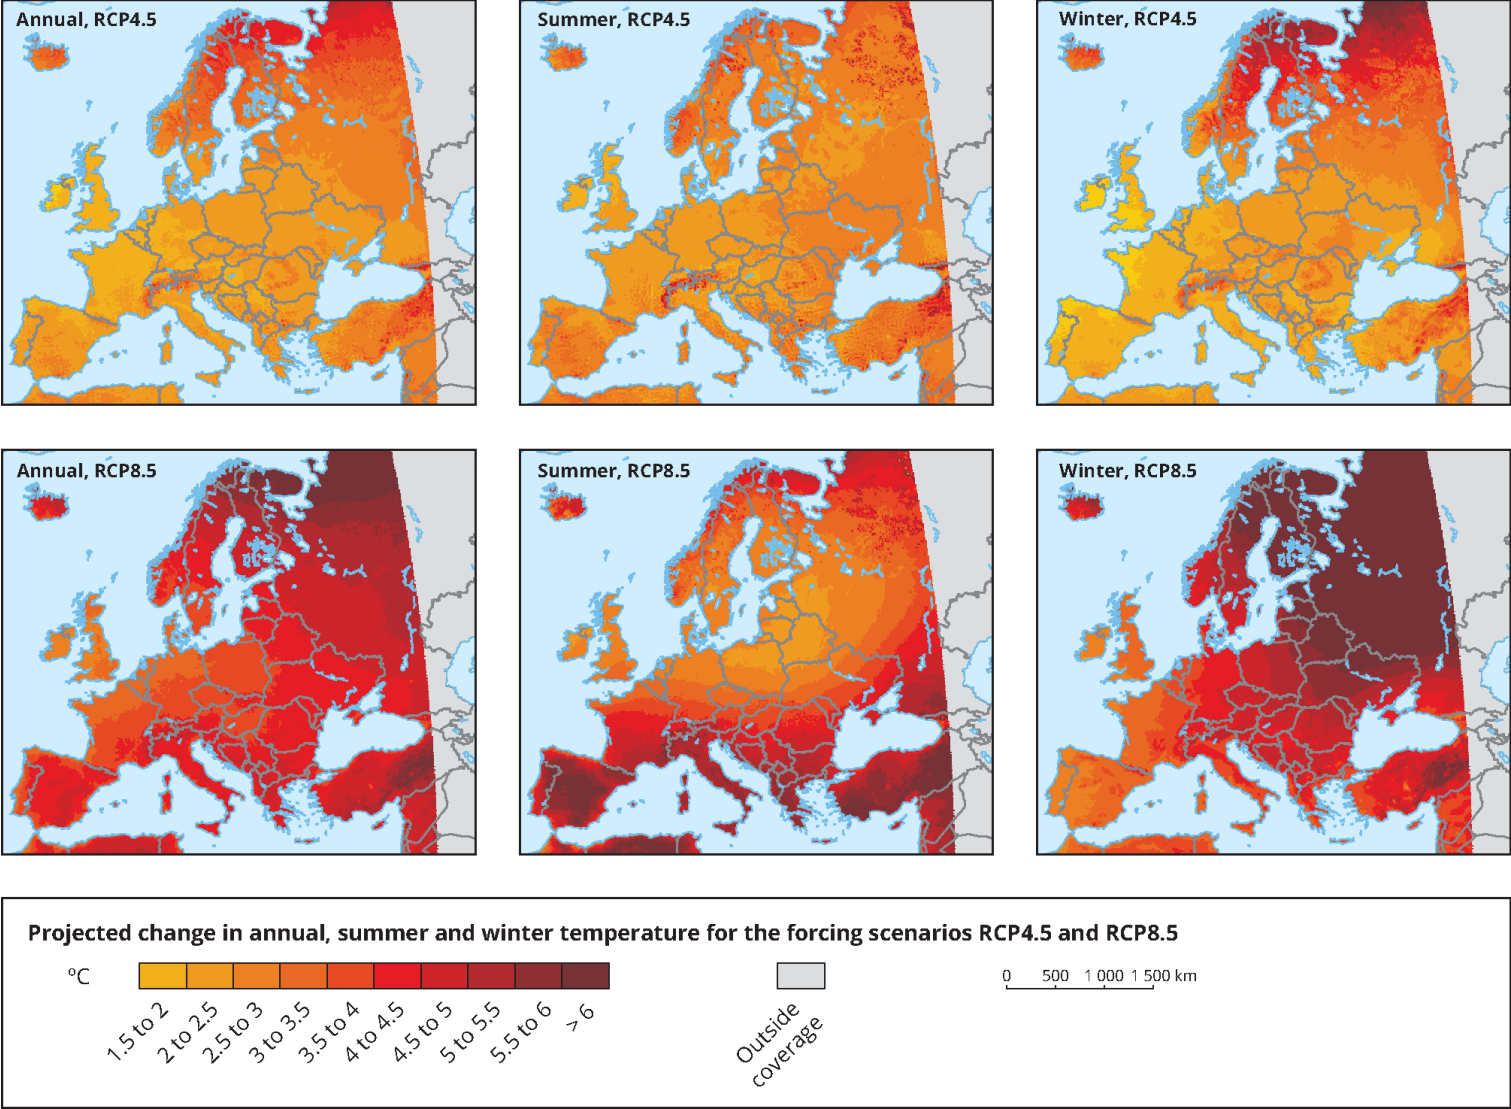 Annual, RCP4.5
Summer, RCP4.5
Winter, RCP4.5
Annual, RCP8.5
Summer, RCP8.5
Winter, RCP8.5
Projected change in annual, summer and winter temperature for the forcing scenarios RCP4.5 and RCP8.5
ºC
1.5 to 2
2 to 2.5
2.5 to 3
3 to 3.5
3.5 to 4
4 to 4.5
4.5 to 5
5 to 5.5
5.5 to 6
> 6
Outside
coverage
0 500 1 000 1 500 km